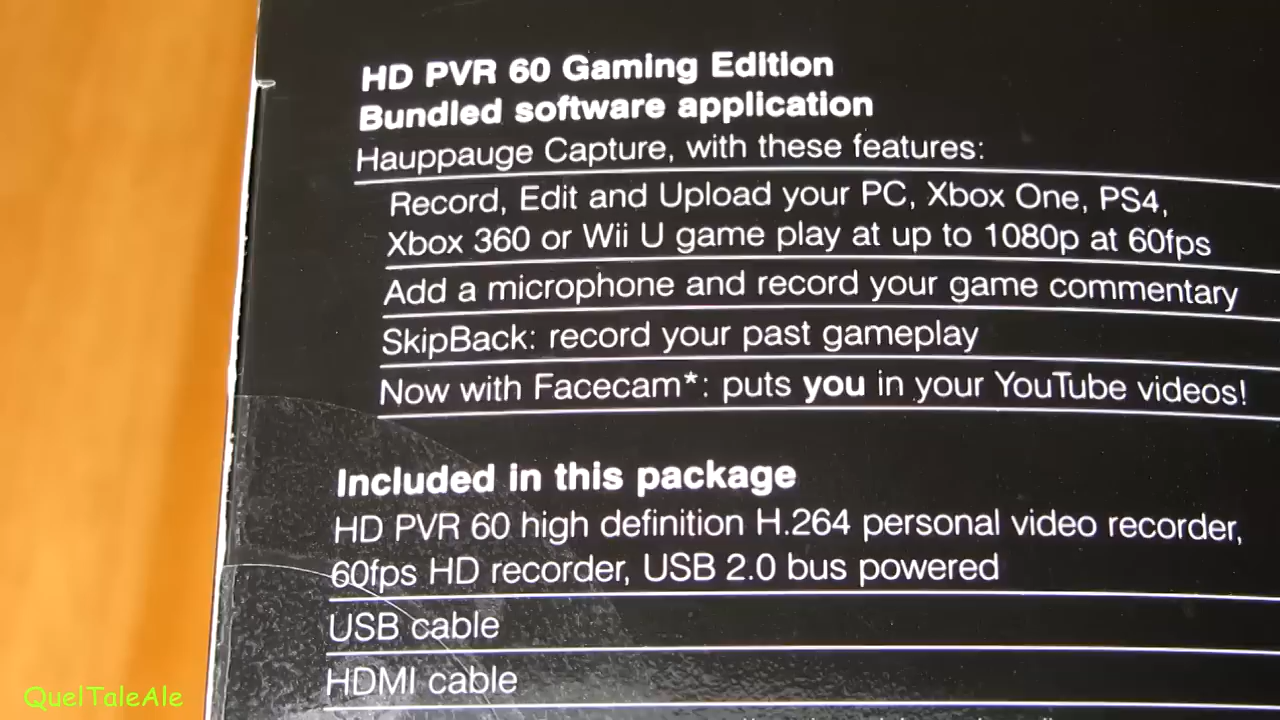 HD PVR 60 Gaming Edition
Bundled software application
Hauppauge Capture, with these features:
Record, Edit and Upload your PC, Xbox One, PS4,
Xbox 360 or Wii U game play at up to 1080p at 60fps
Add a microphone and record your game commentary
SkipBack: record your past gameplay
Now with Facecam*: puts you in your YouTube videos!
Included in this package
HD PVR 60 high definition H.264 personal video recorder,
60fps HD recorder, USB 2.0 bus powered
USB cable
HDMI cable
QuelTaleAle